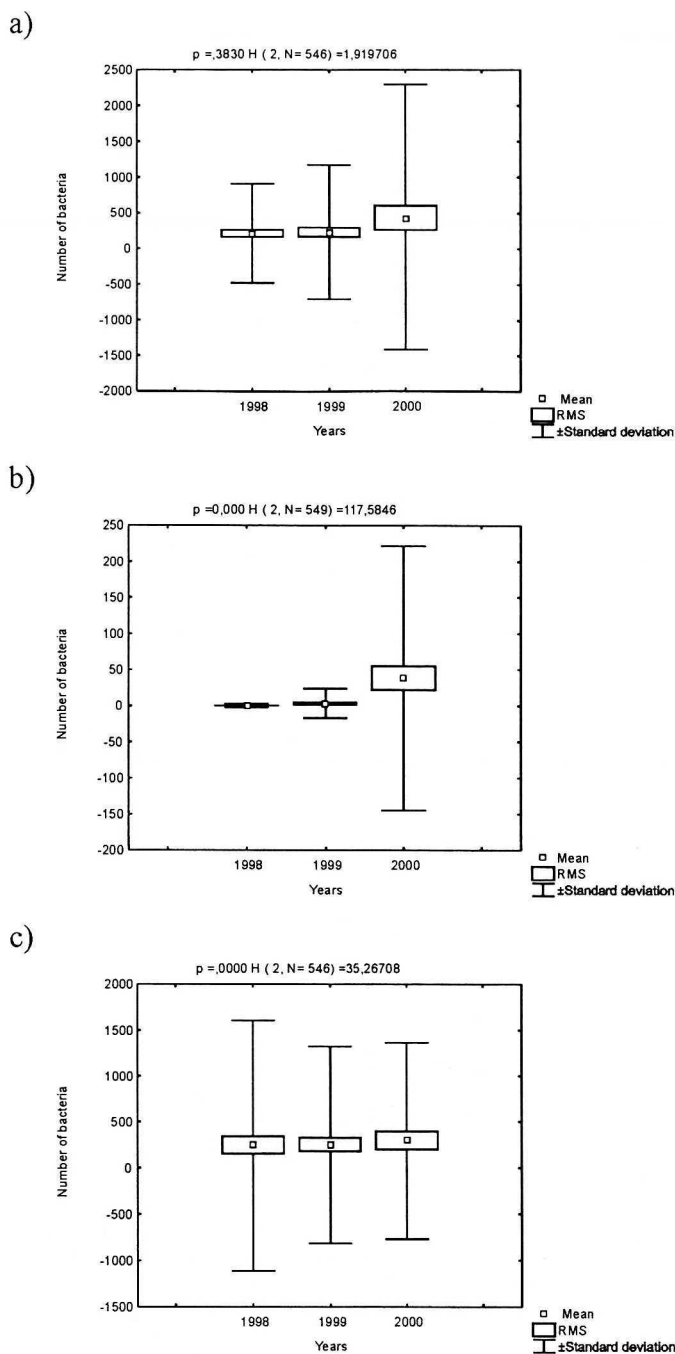 a)
p =,3830 H ( 2, N= 546) =1,919706
2500
2000
1500
1000
500
0
-500
-1000
-1500
-2000
Number of bacteria
1998 1999 2000
Years
Mean
RMS
±Standard deviation
b)
p =0,000 H ( 2, N= 549) =117,5846
250
200
150
100
50
0
-50
-100
-150
-200
Number of bacteria
1998 1999 2000
Years
Mean
RMS
±Standard deviation
c)
p =,0000 H ( 2, N= 546) =35,26708
2000
1500
1000
500
0
-500
-1000
-1500
Number of bacteria
1998 1999 2000
Years
Mean
RMS
±Standard deviation